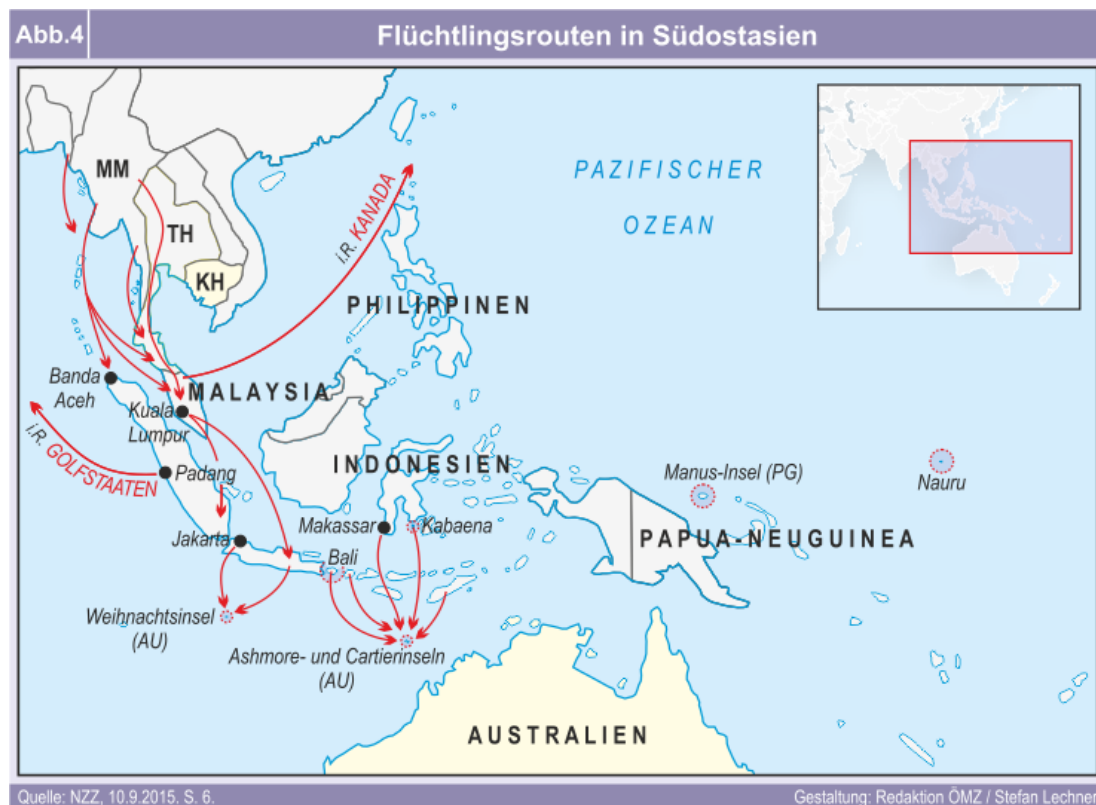 Abb.4
Flüchtlingsrouten in Südostasien
MM
TH
KH
i.R. KANADA
PAZIFISCHER
OZEAN
PHILIPPINEN
Banda
Aceh
MALAYSIA
Kuala
Lumpur
i.R. GOLFSTAATEN
Padang
INDONESIEN
Manus-Insel (PG)
Nauru
Jakarta
Makassar
Kabaena
PAPUA-NEUGUINEA
Bali
Weihnachtsinsel
(AU)
Ashmore- und Cartierinseln
(AU)
AUSTRALIEN
Quelle: NZZ, 10.9.2015. S. 6.
Gestaltung: Redaktion ÖMZ / Stefan Lechner